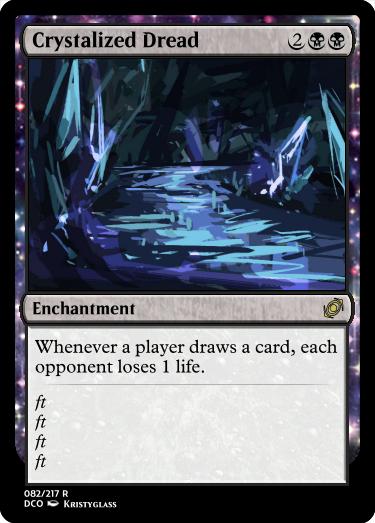 Crystalized Dread 2
Enchantment
Whenever a player draws a card, each
opponent loses 1 life.
ft
ft
ft
ft
082/217 R
DCO Kristyglass